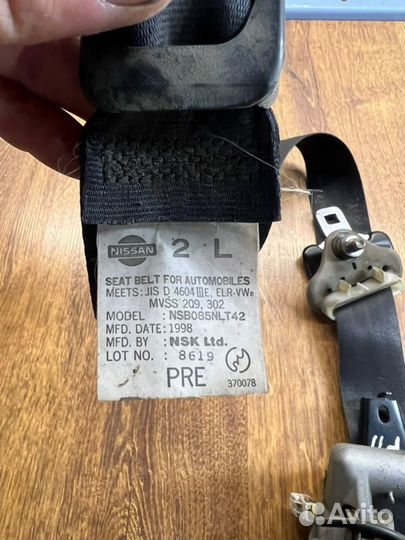 NISSAN 2 L
SEAT BELT FOR AUTOMOBILES
MEETS: JIS D 4604 III E, ELR-VWe
MVSS 209, 302
MODEL : NSB085NLT42
MFD. DATE: 1998
MFD. BY : NSK Ltd.
LOT NO. : 8619
PRE
370078
Avito